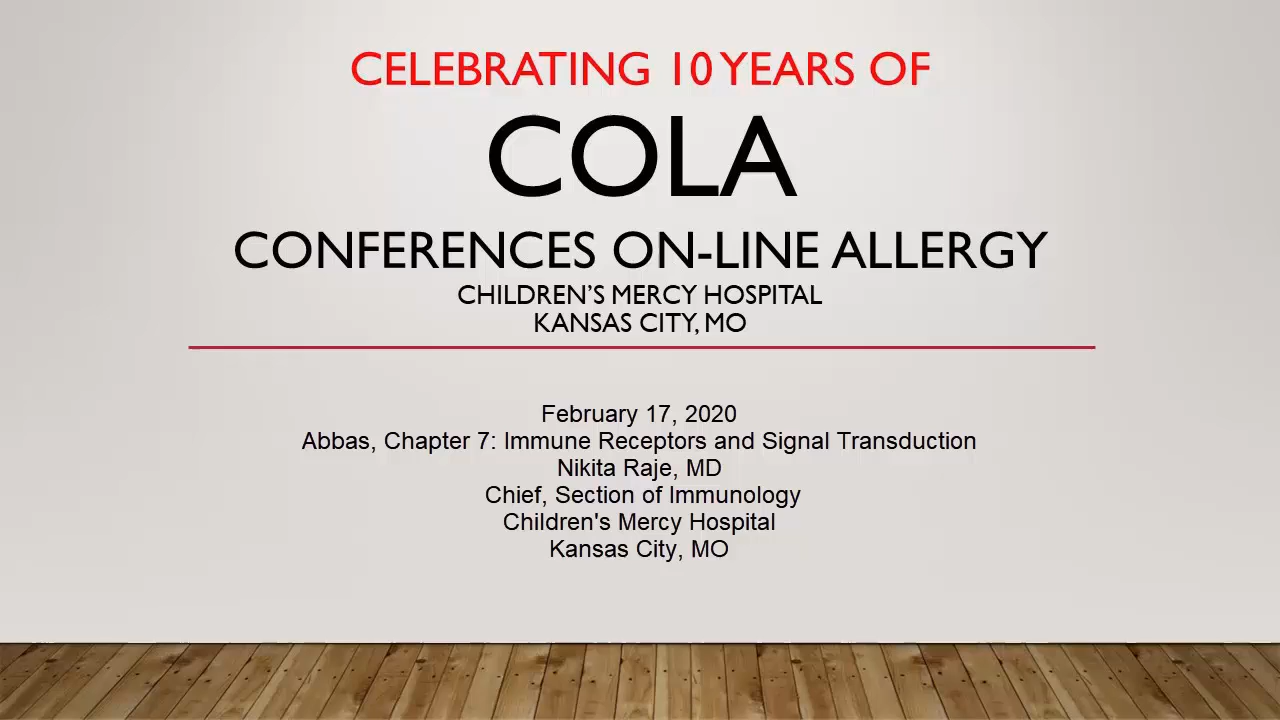 CELEBRATING 10 YEARS OF
COLA
CONFERENCES ON-LINE ALLERGY
CHILDREN’S MERCY HOSPITAL
KANSAS CITY, MO
February 17, 2020
Abbas, Chapter 7: Immune Receptors and Signal Transduction
Nikita Raje, MD
Chief, Section of Immunology
Children's Mercy Hospital
Kansas City, MO